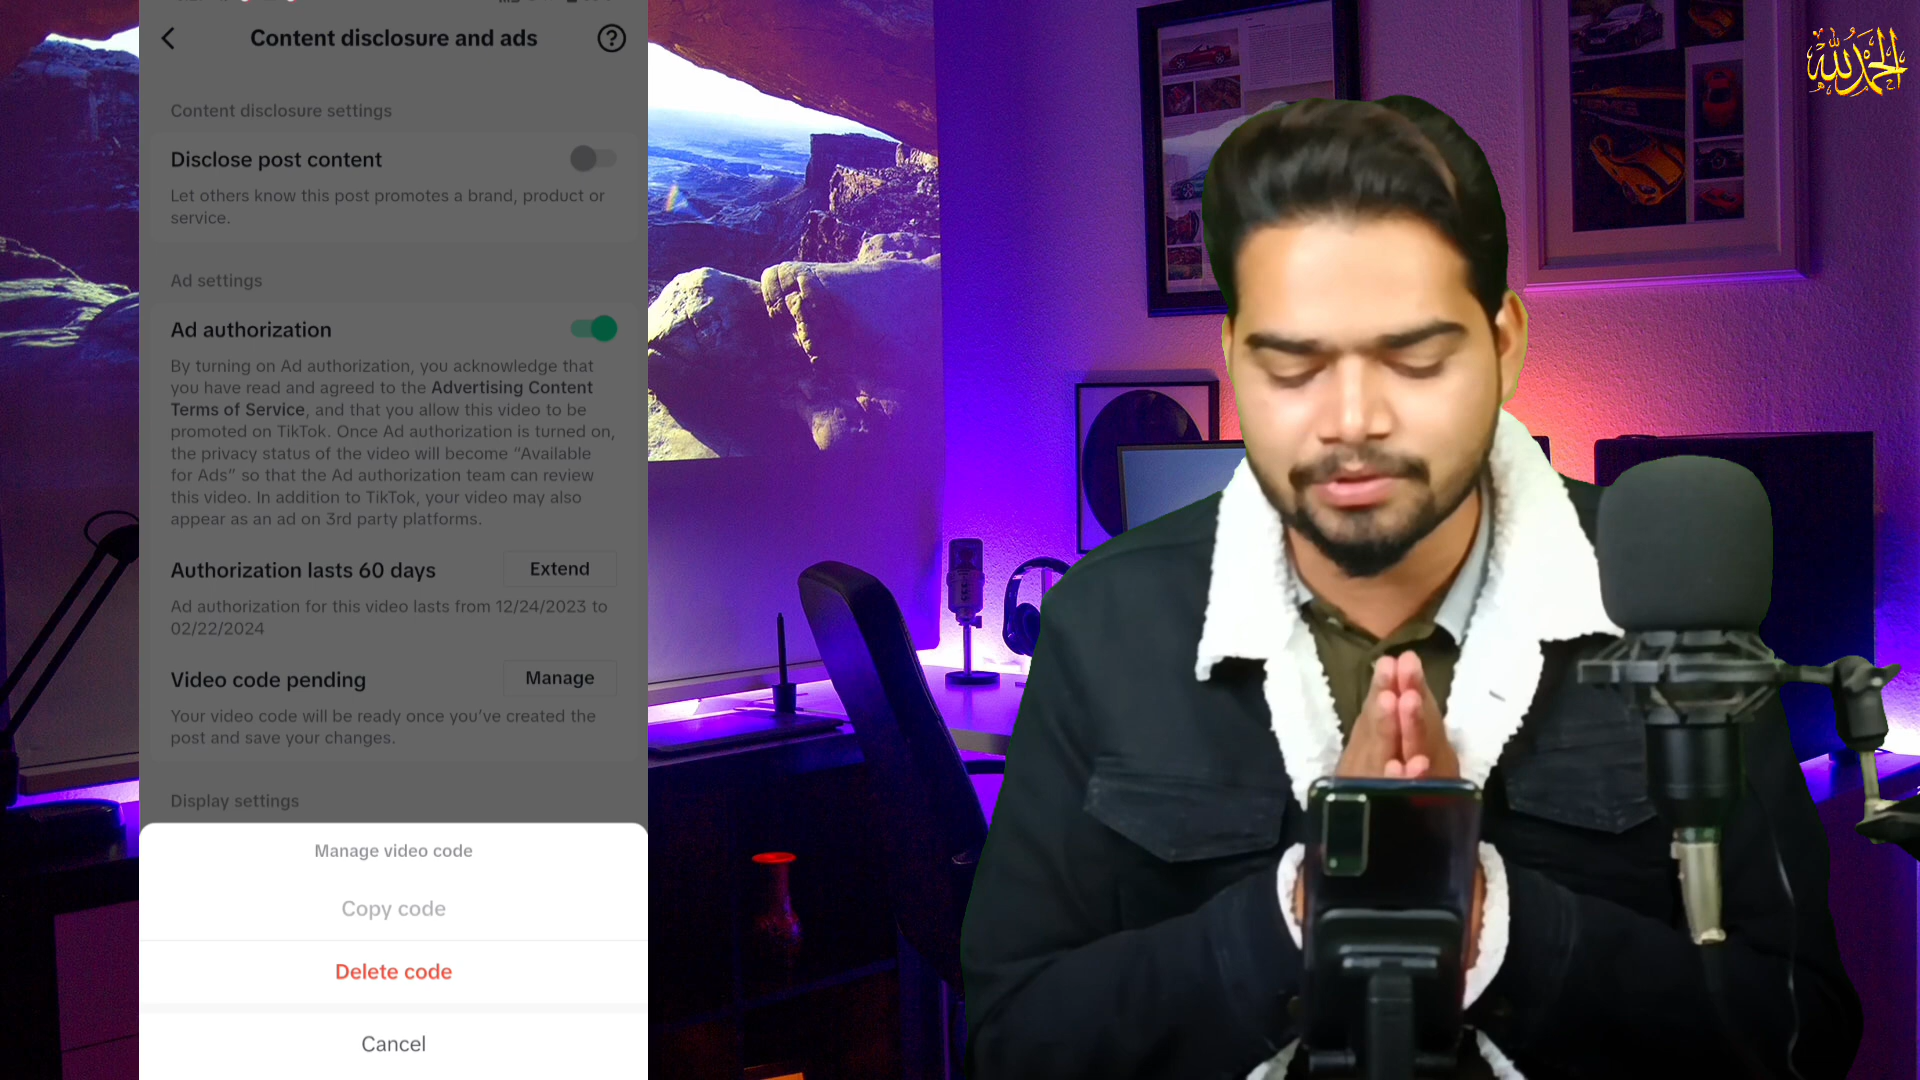 Content disclosure and ads
Content disclosure settings
Disclose post content
Let others know this post promotes a brand, product or
service.
Ad settings
Ad authorization
By turning on Ad authorization, you acknowledge that
you have read and agreed to the Advertising Content
Terms of Service, and that you allow this video to be
promoted on TikTok. Once Ad authorization is turned on,
the privacy status of the video will become “Available
for Ads” so that the Ad authorization team can review
this video. In addition to TikTok, your video may also
appear as an ad on 3rd party platforms.
Authorization lasts 60 days
Extend
Ad authorization for this video lasts from 12/24/2023 to
02/22/2024
Video code pending
Manage
Your video code will be ready once you’ve created the
post and save your changes.
Display settings
Manage video code
Copy code
Delete code
Cancel
الحمد لله